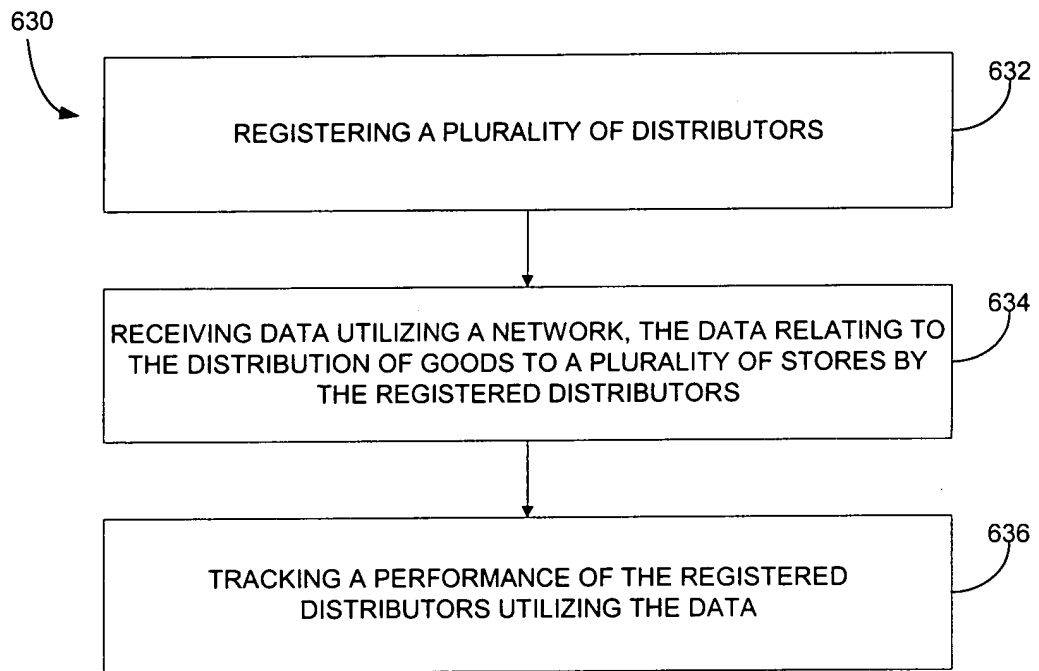 630
632
REGISTERING A PLURALITY OF DISTRIBUTORS
634
RECEIVING DATA UTILIZING A NETWORK, THE DATA RELATING TO
THE DISTRIBUTION OF GOODS TO A PLURALITY OF STORES BY
THE REGISTERED DISTRIBUTORS
636
TRACKING A PERFORMANCE OF THE REGISTERED
DISTRIBUTORS UTILIZING THE DATA